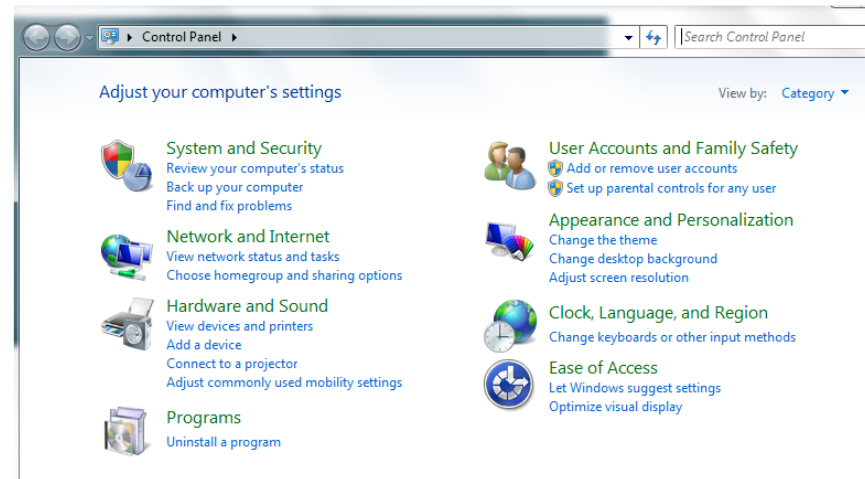 Control Panel
Search Control Panel
Adjust your computer's settings
View by: Category
System and Security
Review your computer's status
Back up your computer
Find and fix problems
Network and Internet
View network status and tasks
Choose homegroup and sharing options
Hardware and Sound
View devices and printers
Add a device
Connect to a projector
Adjust commonly used mobility settings
Programs
Uninstall a program
User Accounts and Family Safety
Add or remove user accounts
Set up parental controls for any user
Appearance and Personalization
Change the theme
Change desktop background
Adjust screen resolution
Clock, Language, and Region
Change keyboards or other input methods
Ease of Access
Let Windows suggest settings
Optimize visual display